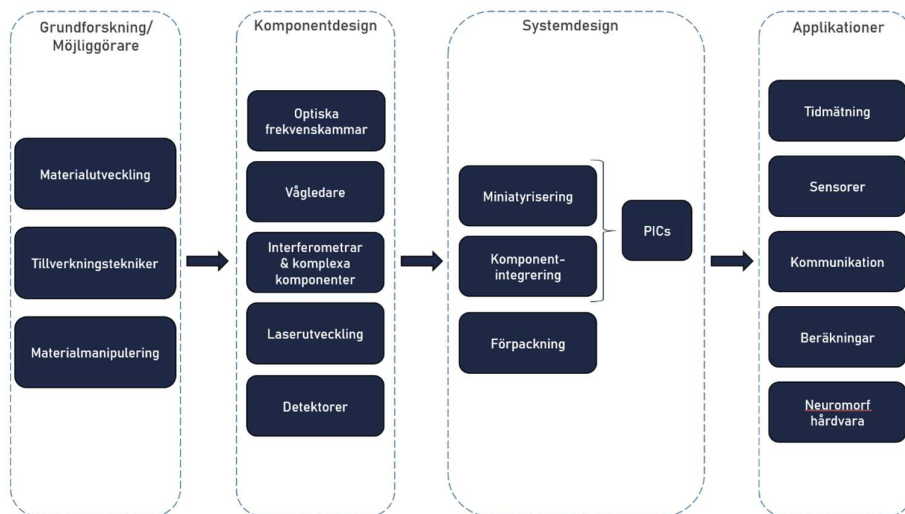 Grundforskning/
Möjliggörare
Materialutveckling
Tillverkningstekniker
Materialmanipulering
Komponentdesign
Optiska
frekvenskammar
Vågledare
Interferometrar
& komplexa
komponenter
Laserutveckling
Detektorer
Systemdesign
Miniatyrisering
Komponent-
integrering
Förpackning
PICs
Applikationer
Tidmätning
Sensorer
Kommunikation
Beräkningar
Neuromorf
hårdvara